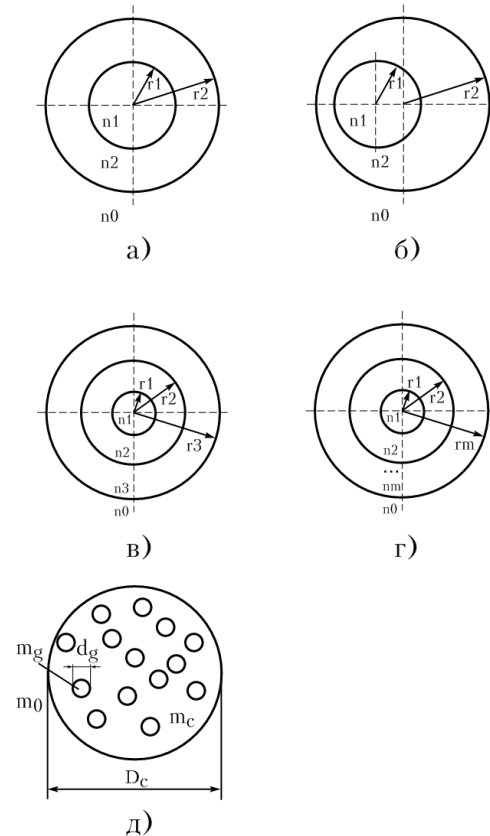 r1
r2
n1
n2
n0
а)
r1
r2
n1
n2
n0
б)
r1
r2
n1
r3
n2
n3
n0
в)
r1
r2
n1
rm
n2
...
nm
n0
г)
mg
dg
m0
mc
Dc
д)